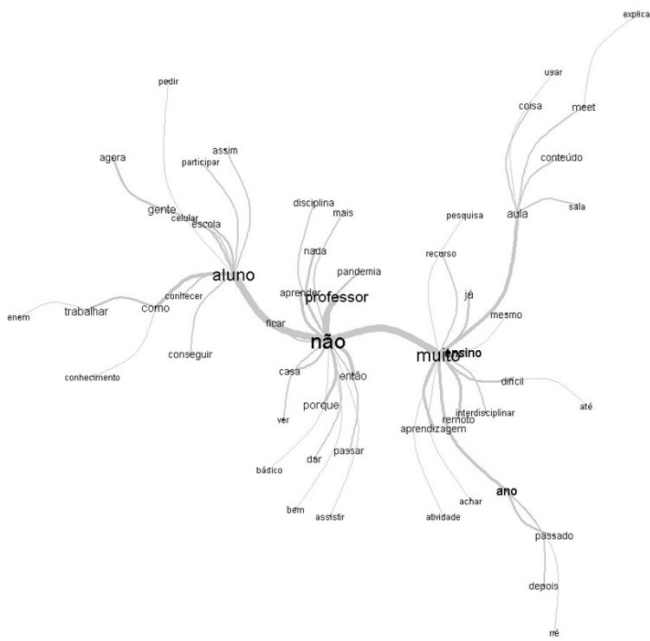 explica
usar
pedir
coisa
meet
assim
agora
participar
conteúdo
disciplina
sala
gente
mais
aula
celular
pesquisa
escola
nada
recurso
aluno
pandemia
aprender
professor
já
conhecer
como
trabalhar
enem
mesmo
ficar
não
conseguir
muito
ensino
casa
então
conhecimento
difícil
porque
até
interdisciplinar
ver
remoto
aprendizagem
passar
dar
básico
ano
achar
bem
assistir
atividade
passado
depois
rré